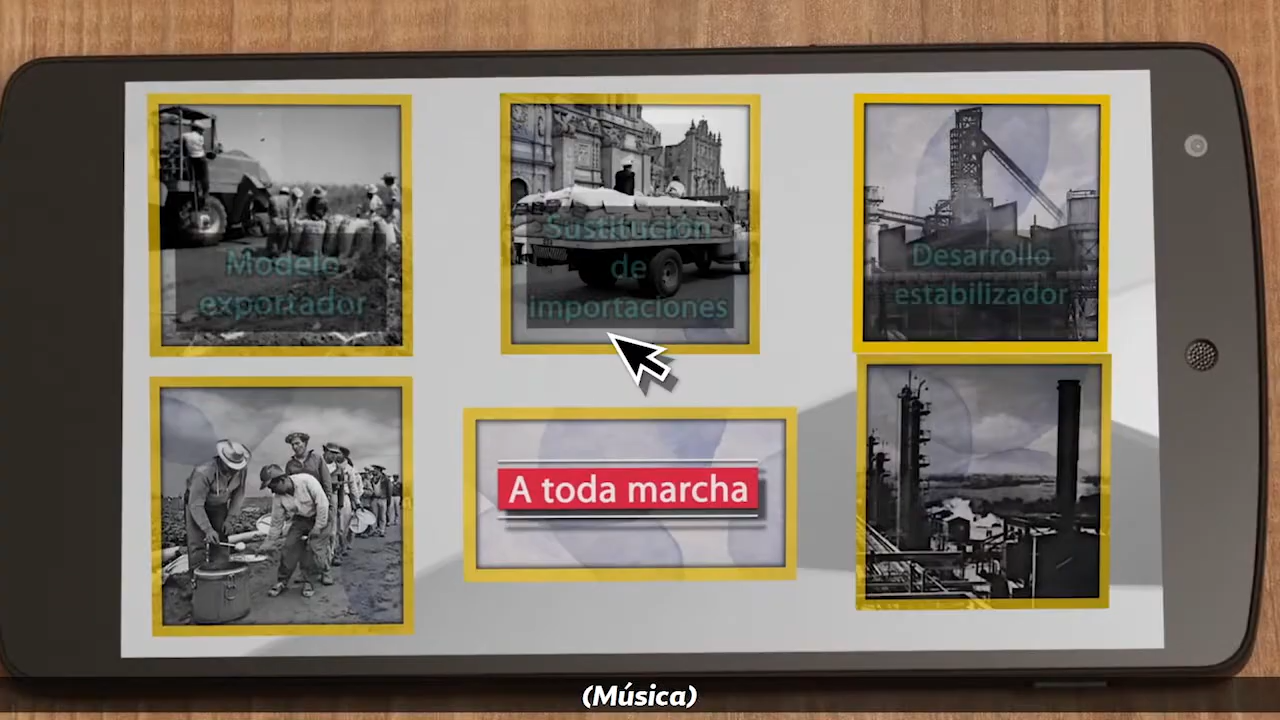 Modelo
exportador
Sustitución
de
importaciones
Desarrollo
estabilizador
A toda marcha
(Música)